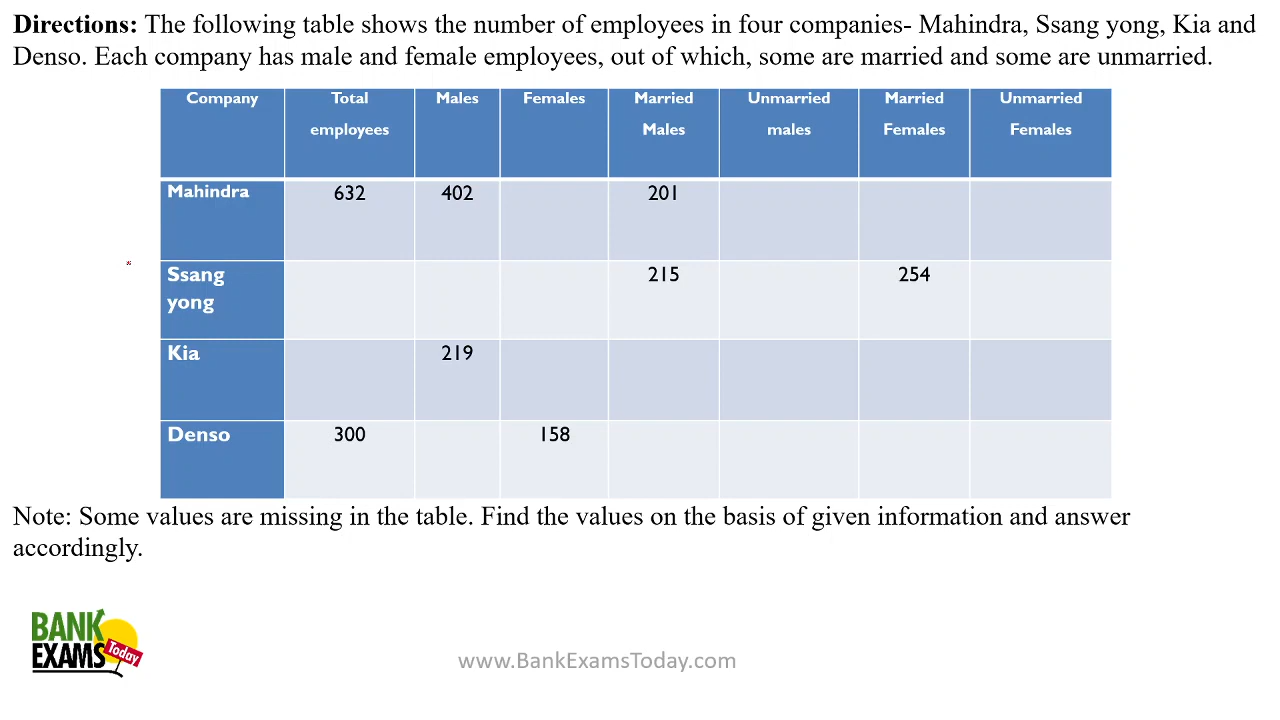 Directions: The following table shows the number of employees in four companies- Mahindra, Ssang yong, Kia and
Denso. Each company has male and female employees, out of which, some are married and some are unmarried.
Company Total employees Males Females Married Males Unmarried males Married Females Unmarried Females
Mahindra 632 402 201
Ssang yong 215 254
Kia 219
Denso 300 158
Note: Some values are missing in the table. Find the values on the basis of given information and answer
accordingly.
BANK
EXAMS Today
www.BankExamsToday.com